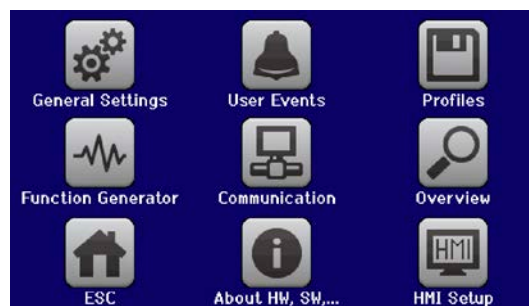 General Settings
User Events
Profiles
Function Generator
Communication
Overview
HMI
ESC
About HW, SW,...
HMI Setup